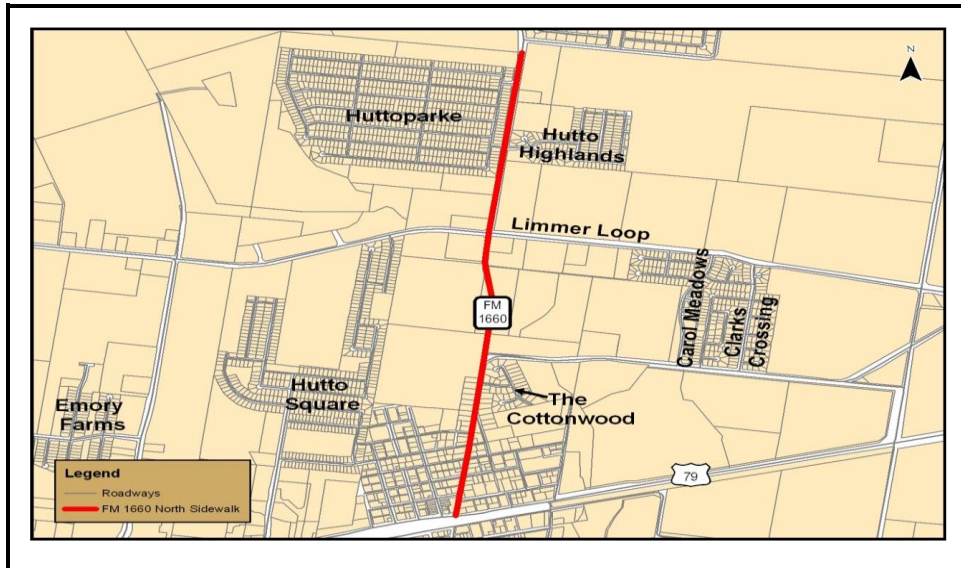 N
Huttoparke
Hutto
Highlands
Limmer Loop
FM
1660
Carol Meadows
Clarks
Crossing
Hutto
Square
The
Cottonwood
Emory
Farms
79
Legend
Roadways
FM 1660 North Sidewalk